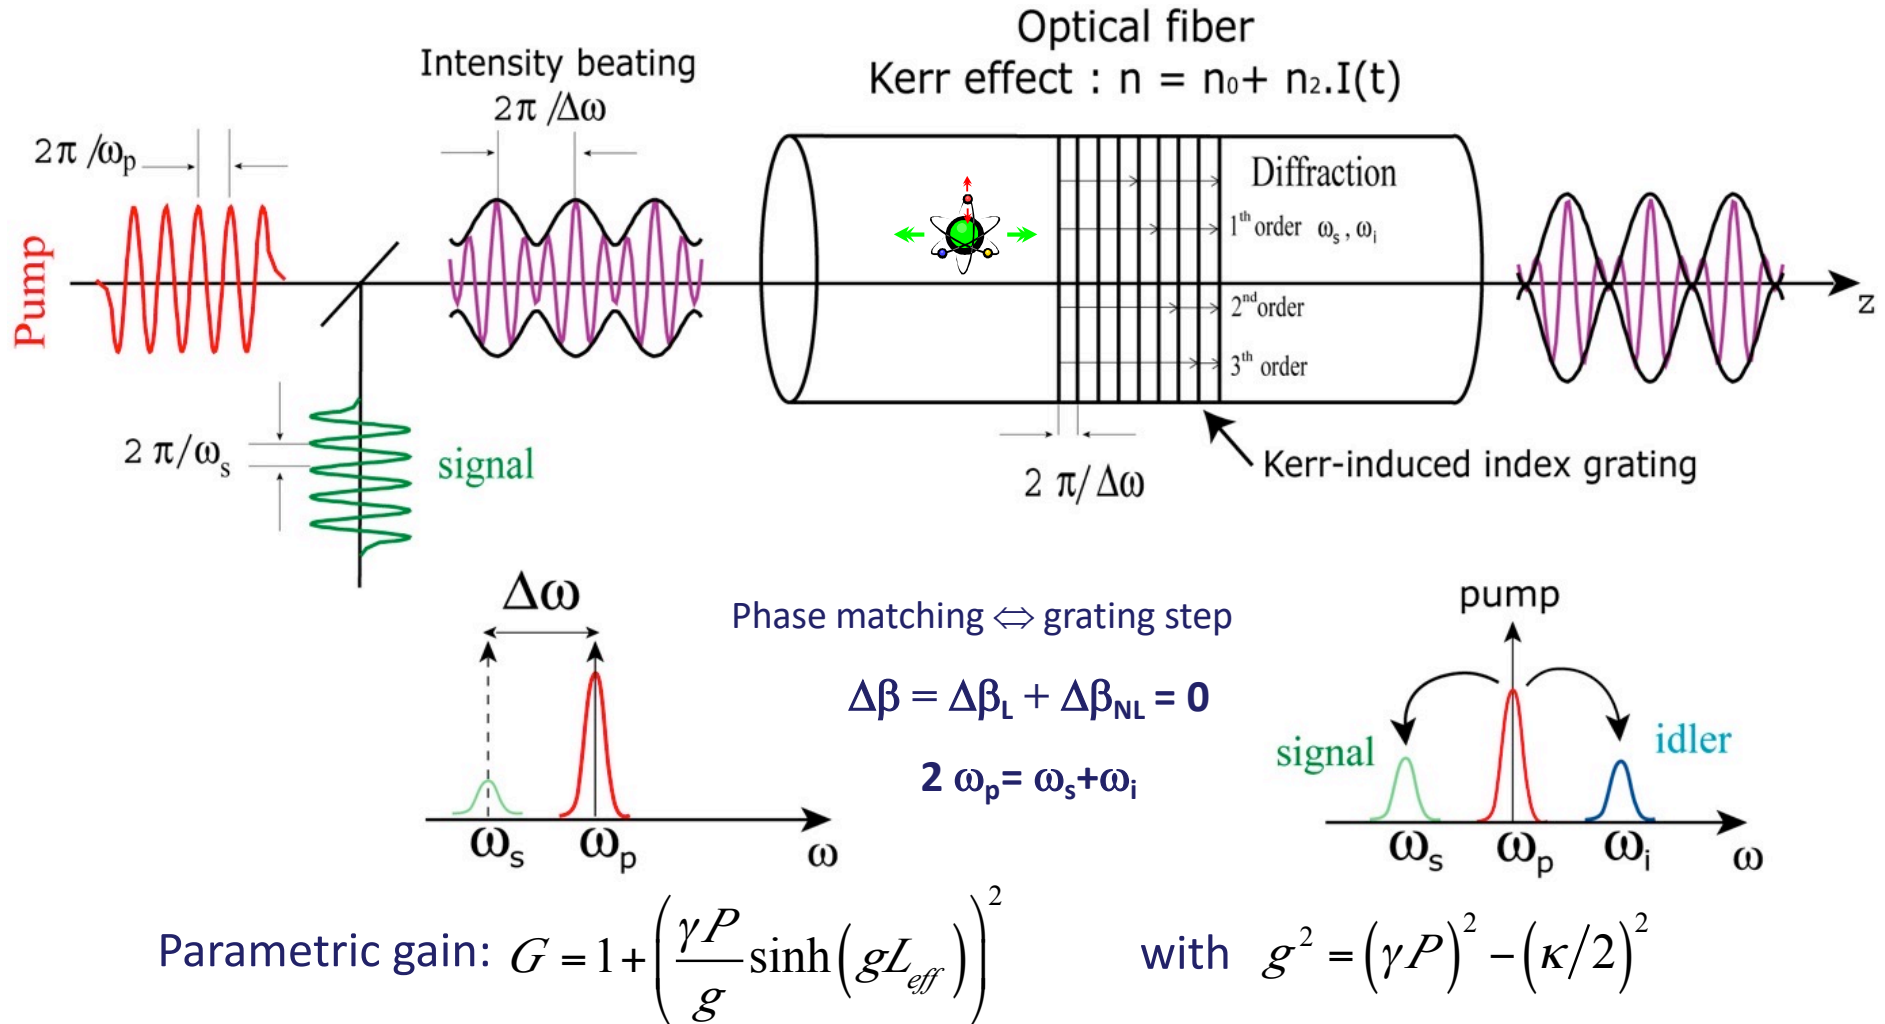 Optical fiber
Kerr effect : n = n₀+ n₂.I(t)
Intensity beating
2π /Δω
2π /ωₚ
Pump
Diffraction
1ᵗʰ order ωₛ , ωᵢ
2ⁿᵈ order
3ᵗʰ order
z
2 π/ωₛ
signal
2 π/Δω
Kerr-induced index grating
Δω
ωₛ ωₚ ω
Phase matching ⇔ grating step
Δβ = Δβ_L + Δβ_NL = 0
2 ωₚ= ωₛ+ωᵢ
pump
signal
idler
ωₛ ωₚ ωᵢ ω
Parametric gain: G = 1+(γP/g sinh(gL_eff))² with g² = (γP)² − (κ/2)²